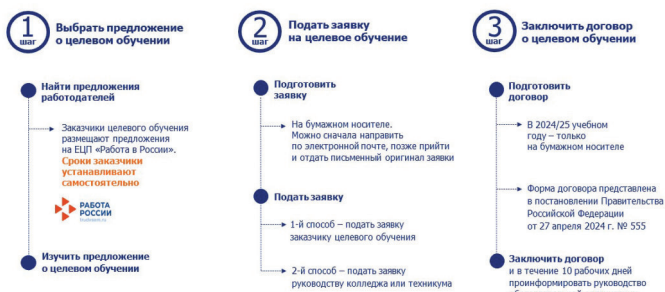 1
шаг
Выбрать предложение
о целевом обучении
Найти предложения
работодателей
Заказчики целевого обучения
размещают предложения
на ЕЦП «Работа в России».
Сроки заказчики
устанавливают
самостоятельно
РАБОТА
РОССИИ
Изучить предложение
о целевом обучении
2
шаг
Подать заявку
на целевое обучение
Подготовить
заявку
На бумажном носителе.
Можно сначала направить
по электронной почте, позже прийти
и отдать письменный оригинал заявки
Подать заявку
1-й способ – подать заявку
заказчику целевого обучения
2-й способ – подать заявку
руководству колледжа или техникума
3
шаг
Заключить договор
о целевом обучении
Подготовить
договор
В 2024/25 учебном
году – только
на бумажном носителе
Форма договора представлена
в постановлении Правительства
Российской Федерации
от 27 апреля 2024 г. № 555
Заключить договор
и в течение 10 рабочих дней
проинформировать руководство